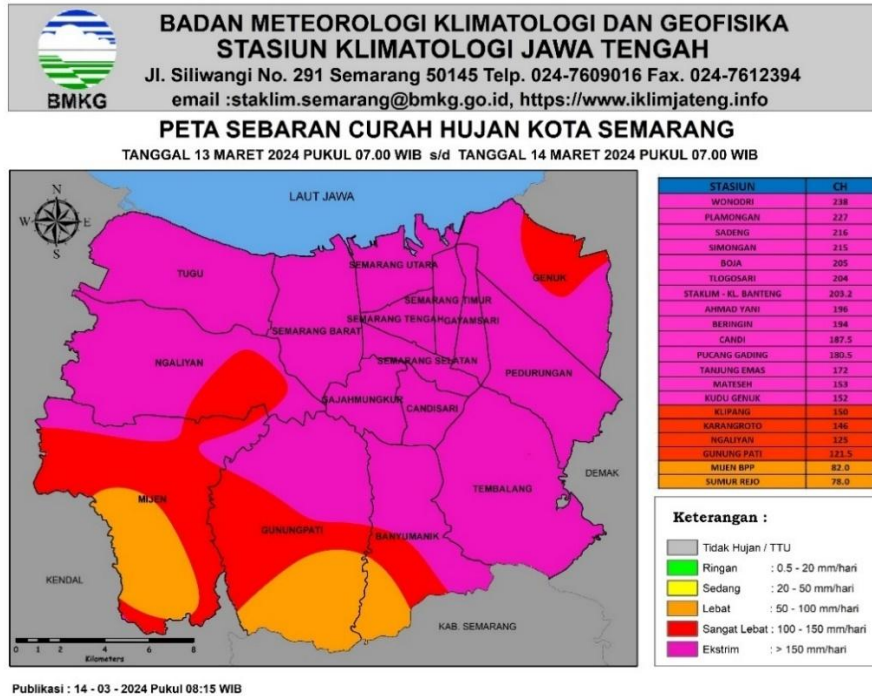 BADAN METEOROLOGI KLIMATOLOGI DAN GEOFISIKA
STASIUN KLIMATOLOGI JAWA TENGAH
Jl. Siliwangi No. 291 Semarang 50145 Telp. 024-7609016 Fax. 024-7612394
email :staklim.semarang@bmkg.go.id, https://www.iklimjateng.info
BMKG
PETA SEBARAN CURAH HUJAN KOTA SEMARANG
TANGGAL 13 MARET 2024 PUKUL 07.00 WIB s/d TANGGAL 14 MARET 2024 PUKUL 07.00 WIB
N
W E
S
LAUT JAWA
TUGU
SEMARANG UTARA
GENUK
SEMARANG TIMUR
SEMARANG TENGAH
GAYAMSARI
SEMARANG BARAT
SEMARANG SELATAN
NGALIYAN
PEDURUNGAN
GAJAHMUNGKUR
CANDISARI
TEMBALANG
DEMAK
MIJEN
GUNUNGPATI
BANYUMANIK
KENDAL
KAB. SEMARANG
0 1 2 4 6 8
Kilometers
STASIUN CH
WONODRI 238
PLAMONGAN 227
SADENG 216
SIMONGAN 215
BOJA 205
TLOGOSARI 204
STAKLIM - KL. BANTENG 203.2
AHMAD YANI 196
BERINGIN 194
CANDI 187.5
PUCANG GADING 180.5
TANJUNG EMAS 172
MATESEH 153
KUDU GENUK 152
KLIPANG 150
KARANGROTO 146
NGALIYAN 125
GUNUNG PATI 121.5
MIJEN BPP 82.0
SUMUR REJO 78.0
Keterangan :
Tidak Hujan / TTU
Ringan : 0.5 - 20 mm/hari
Sedang : 20 - 50 mm/hari
Lebat : 50 - 100 mm/hari
Sangat Lebat : 100 - 150 mm/hari
Ekstrim : > 150 mm/hari
Publikasi : 14 - 03 - 2024 Pukul 08:15 WIB